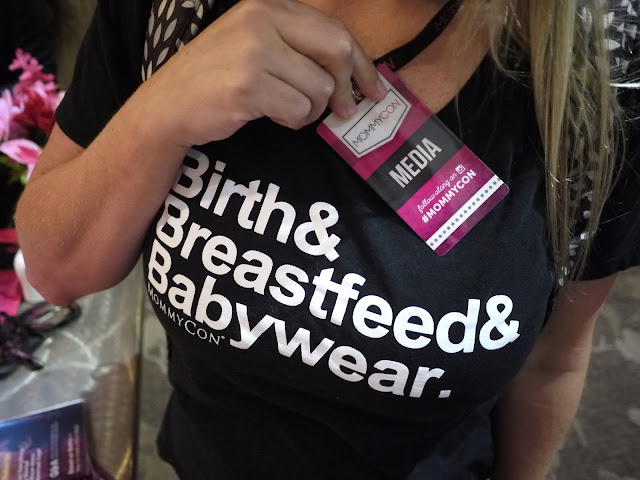 MOMMYCON
MEDIA
follow along on
#MOMMYCON
Birth&
Breastfeed&
Babywear.
MOMMYCON®